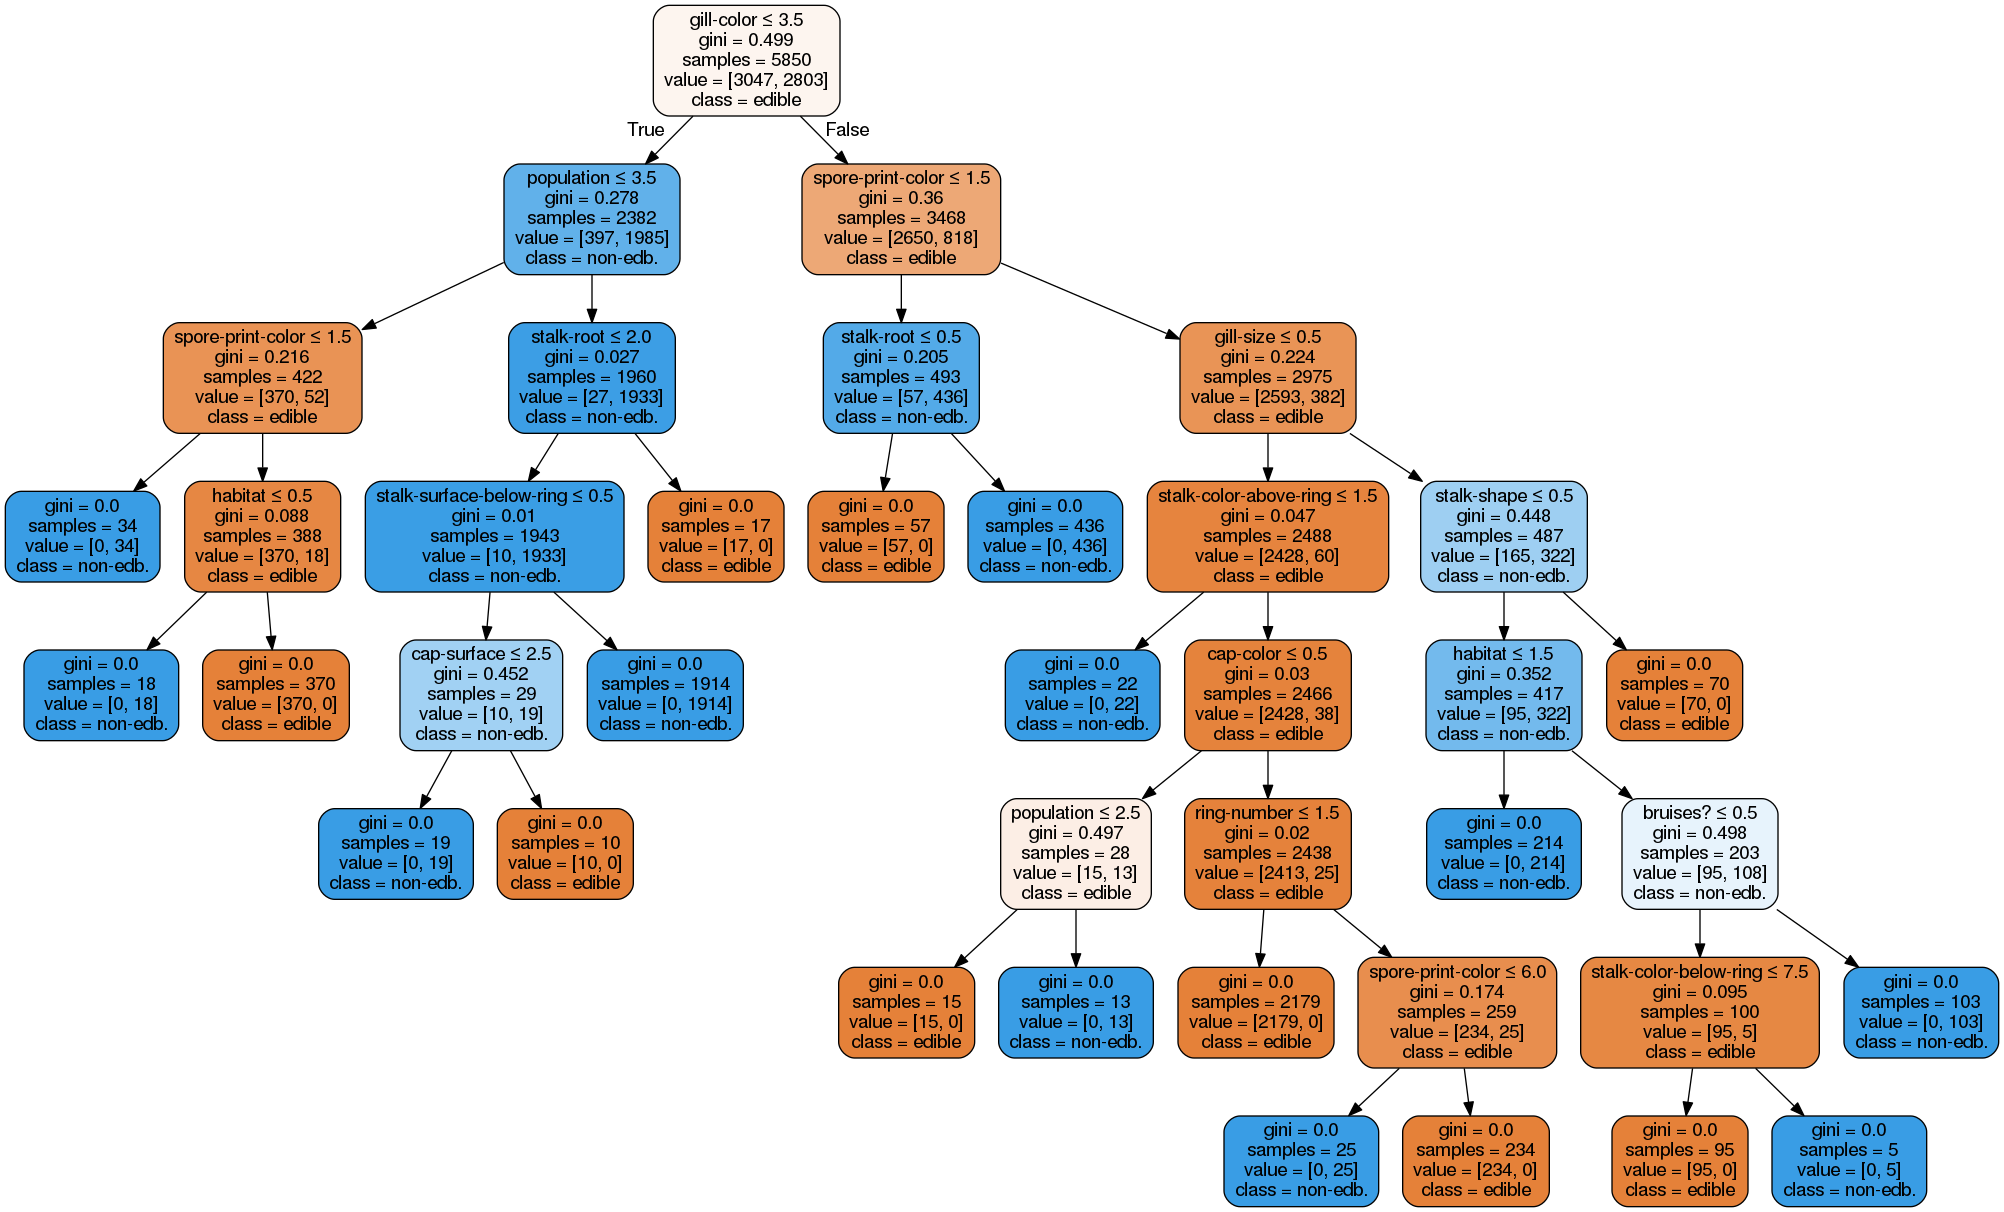 gill-color ≤ 3.5
gini = 0.499
samples = 5850
value = [3047, 2803]
class = edible
True
False
population ≤ 3.5
gini = 0.278
samples = 2382
value = [397, 1985]
class = non-edb.
spore-print-color ≤ 1.5
gini = 0.36
samples = 3468
value = [2650, 818]
class = edible
spore-print-color ≤ 1.5
gini = 0.216
samples = 422
value = [370, 52]
class = edible
stalk-root ≤ 2.0
gini = 0.027
samples = 1960
value = [27, 1933]
class = non-edb.
stalk-root ≤ 0.5
gini = 0.205
samples = 493
value = [57, 436]
class = non-edb.
gill-size ≤ 0.5
gini = 0.224
samples = 2975
value = [2593, 382]
class = edible
gini = 0.0
samples = 34
value = [0, 34]
class = non-edb.
habitat ≤ 0.5
gini = 0.088
samples = 388
value = [370, 18]
class = edible
stalk-surface-below-ring ≤ 0.5
gini = 0.01
samples = 1943
value = [10, 1933]
class = non-edb.
gini = 0.0
samples = 17
value = [17, 0]
class = edible
gini = 0.0
samples = 57
value = [57, 0]
class = edible
gini = 0.0
samples = 436
value = [0, 436]
class = non-edb.
stalk-color-above-ring ≤ 1.5
gini = 0.047
samples = 2488
value = [2428, 60]
class = edible
stalk-shape ≤ 0.5
gini = 0.448
samples = 487
value = [165, 322]
class = non-edb.
gini = 0.0
samples = 18
value = [0, 18]
class = non-edb.
gini = 0.0
samples = 370
value = [370, 0]
class = edible
cap-surface ≤ 2.5
gini = 0.452
samples = 29
value = [10, 19]
class = non-edb.
gini = 0.0
samples = 1914
value = [0, 1914]
class = non-edb.
gini = 0.0
samples = 22
value = [0, 22]
class = non-edb.
cap-color ≤ 0.5
gini = 0.03
samples = 2466
value = [2428, 38]
class = edible
habitat ≤ 1.5
gini = 0.352
samples = 417
value = [95, 322]
class = non-edb.
gini = 0.0
samples = 70
value = [70, 0]
class = edible
gini = 0.0
samples = 19
value = [0, 19]
class = non-edb.
gini = 0.0
samples = 10
value = [10, 0]
class = edible
population ≤ 2.5
gini = 0.497
samples = 28
value = [15, 13]
class = edible
ring-number ≤ 1.5
gini = 0.02
samples = 2438
value = [2413, 25]
class = edible
gini = 0.0
samples = 214
value = [0, 214]
class = non-edb.
bruises? ≤ 0.5
gini = 0.498
samples = 203
value = [95, 108]
class = non-edb.
gini = 0.0
samples = 15
value = [15, 0]
class = edible
gini = 0.0
samples = 13
value = [0, 13]
class = non-edb.
gini = 0.0
samples = 2179
value = [2179, 0]
class = edible
spore-print-color ≤ 6.0
gini = 0.174
samples = 259
value = [234, 25]
class = edible
stalk-color-below-ring ≤ 7.5
gini = 0.095
samples = 100
value = [95, 5]
class = edible
gini = 0.0
samples = 103
value = [0, 103]
class = non-edb.
gini = 0.0
samples = 25
value = [0, 25]
class = non-edb.
gini = 0.0
samples = 234
value = [234, 0]
class = edible
gini = 0.0
samples = 95
value = [95, 0]
class = edible
gini = 0.0
samples = 5
value = [0, 5]
class = non-edb.